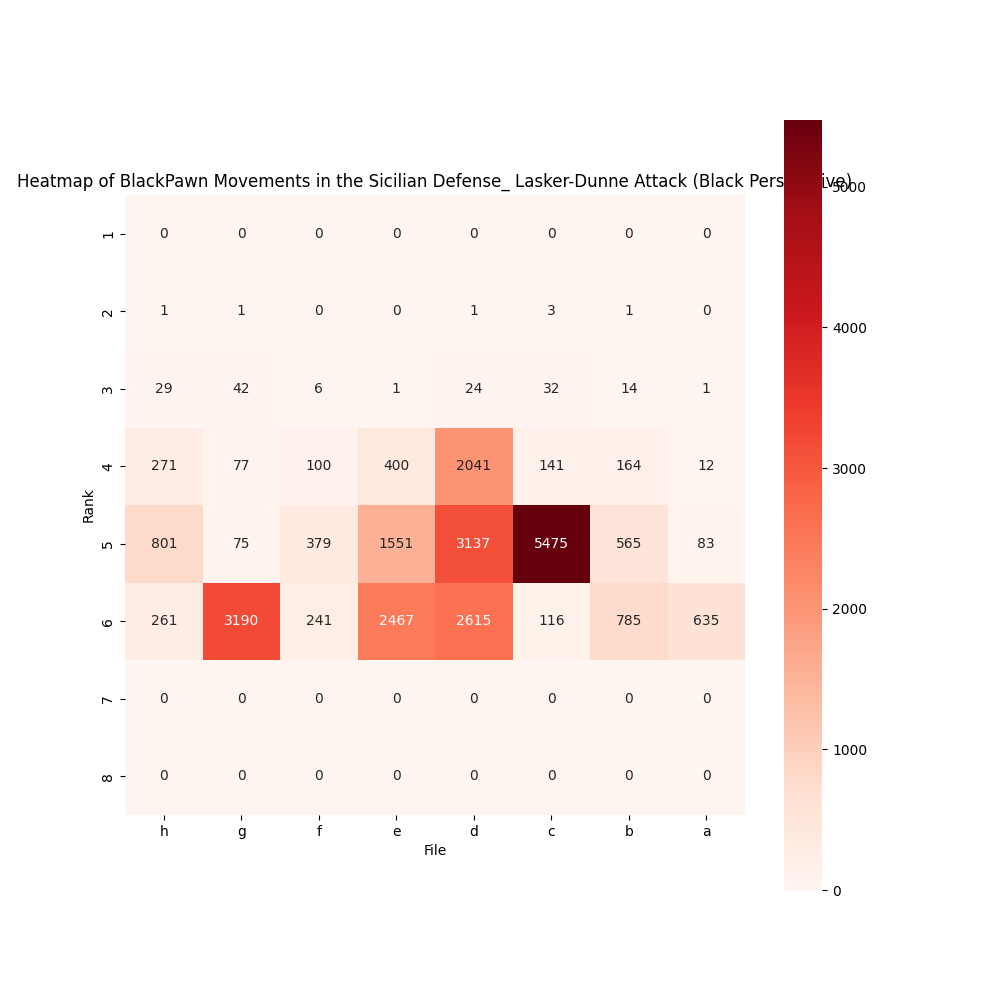 Heatmap of BlackPawn Movements in the Sicilian Defense_ Lasker-Dunne Attack (Black Pers ive)
5000
1 0 0 0 0 0 0 0 0
2 1 1 0 0 1 3 1 0
4000
3 29 42 6 1 24 32 14 1
4 271 77 100 400 2041 141 164 12
3000
Rank
5 801 75 379 1551 3137 5475 565 83
2000
6 261 3190 241 2467 2615 116 785 635
7 0 0 0 0 0 0 0 0
1000
8 0 0 0 0 0 0 0 0
h g f e d c b a
File
0